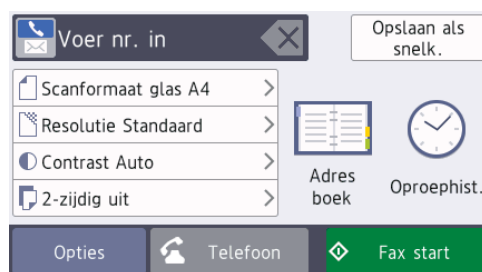 Voer nr. in
Opslaan als
snelk.
Scanformaat glas A4
Resolutie Standaard
Contrast Auto
2-zijdig uit
Adres
boek
Oproephist.
Opties
Telefoon
Fax start